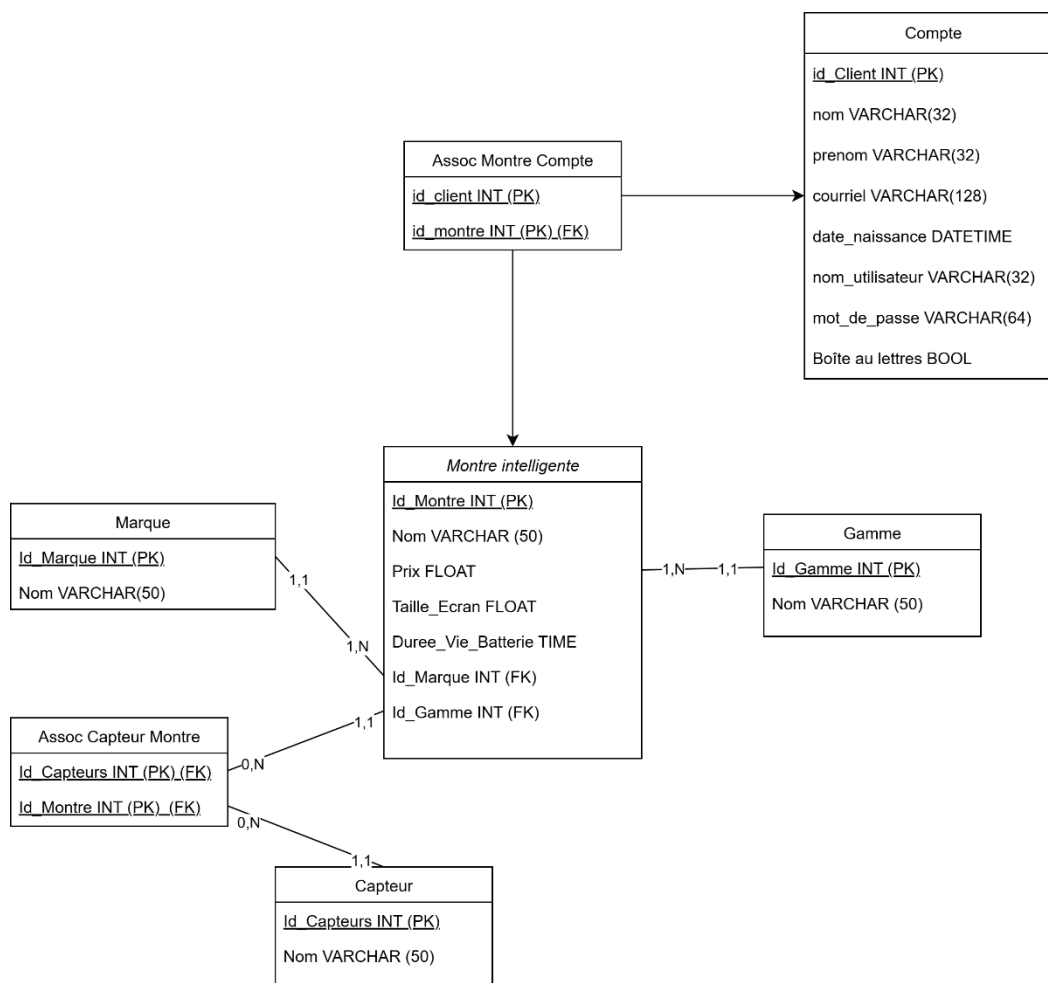 Compte
id_Client INT (PK)
nom VARCHAR(32)
prenom VARCHAR(32)
courriel VARCHAR(128)
date_naissance DATETIME
nom_utilisateur VARCHAR(32)
mot_de_passe VARCHAR(64)
Boîte au lettres BOOL
Assoc Montre Compte
id_client INT (PK)
id_montre INT (PK) (FK)
Montre intelligente
Id_Montre INT (PK)
Nom VARCHAR (50)
Prix FLOAT
Taille_Ecran FLOAT
Duree_Vie_Batterie TIME
Id_Marque INT (FK)
Id_Gamme INT (FK)
Marque
Id_Marque INT (PK)
Nom VARCHAR(50)
1,1
1,N
Gamme
Id_Gamme INT (PK)
Nom VARCHAR (50)
1,N
1,1
Assoc Capteur Montre
Id_Capteurs INT (PK) (FK)
Id_Montre INT (PK) (FK)
1,1
0,N
0,N
1,1
Capteur
Id_Capteurs INT (PK)
Nom VARCHAR (50)